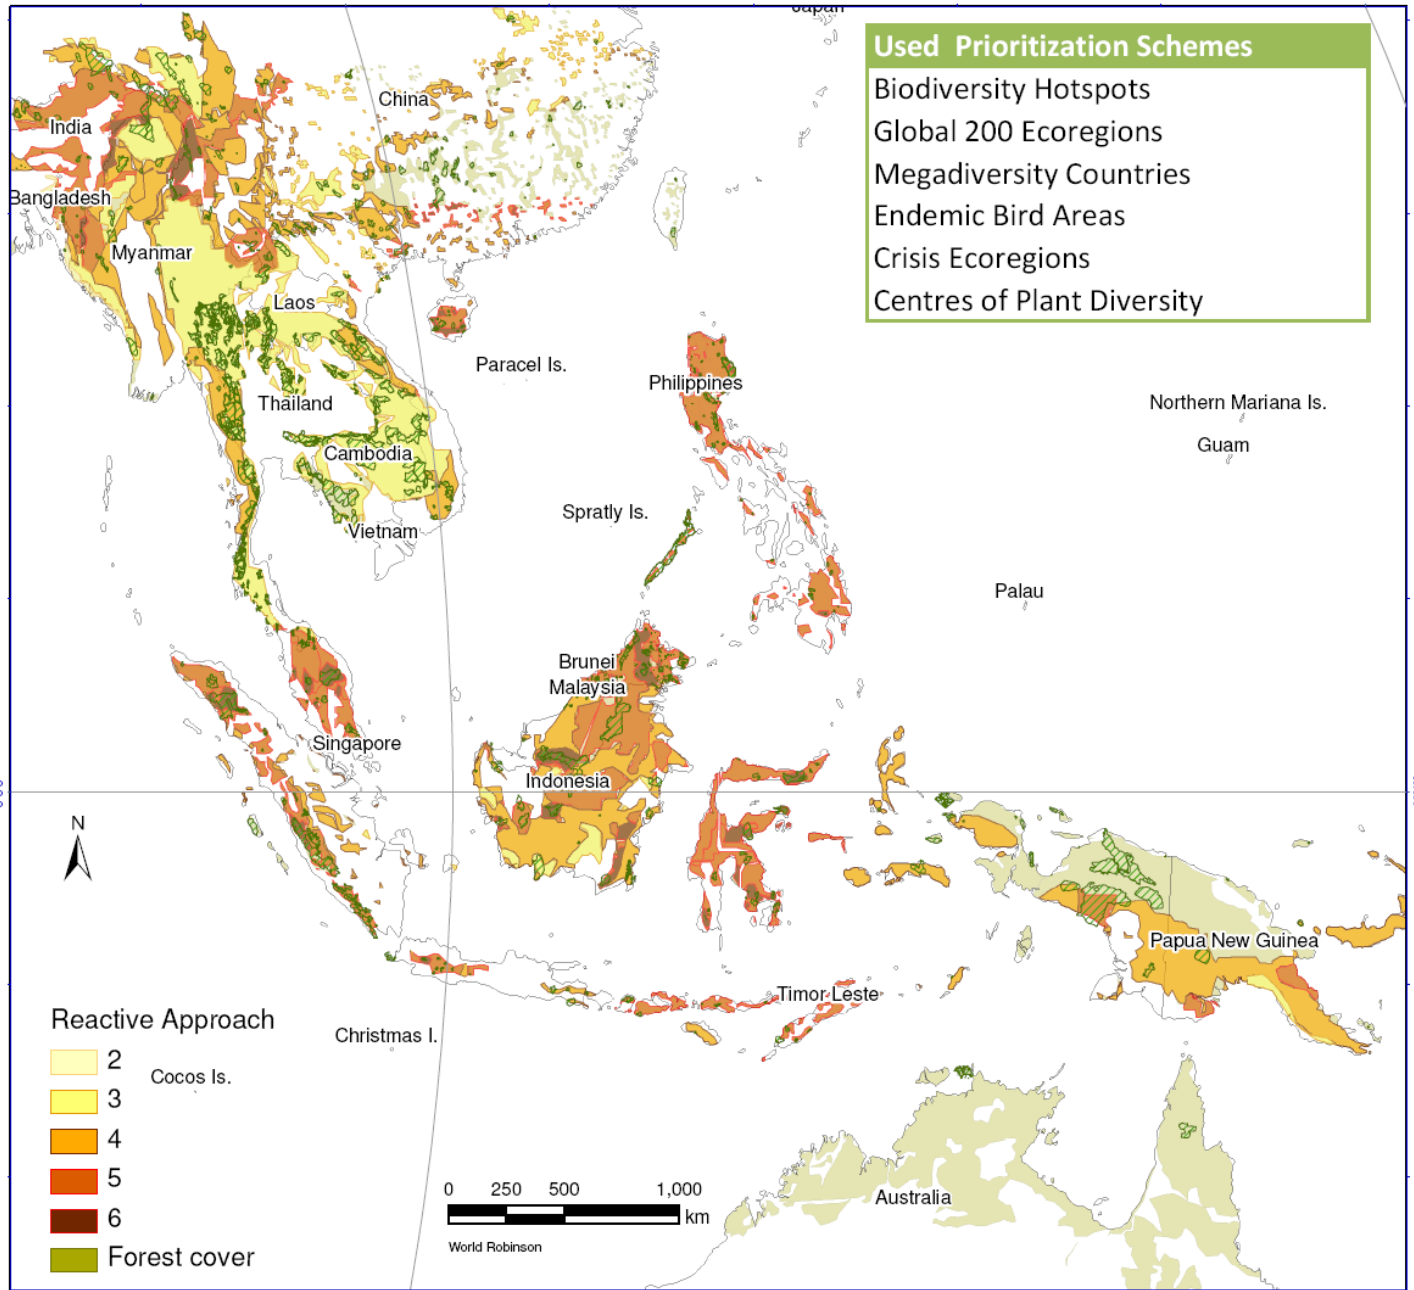 Japan
Used Prioritization Schemes
Biodiversity Hotspots
Global 200 Ecoregions
Megadiversity Countries
Endemic Bird Areas
Crisis Ecoregions
Centres of Plant Diversity
China
India
Bangladesh
Myanmar
Laos
Paracel Is.
Philippines
Thailand
Northern Mariana Is.
Guam
Cambodia
Spratly Is.
Vietnam
Palau
Brunei
Malaysia
Singapore
Indonesia
N
Papua New Guinea
Timor Leste
Reactive Approach
Christmas I.
2
Cocos Is.
3
4
5
6
Forest cover
0 250 500 1,000
km
World Robinson
Australia